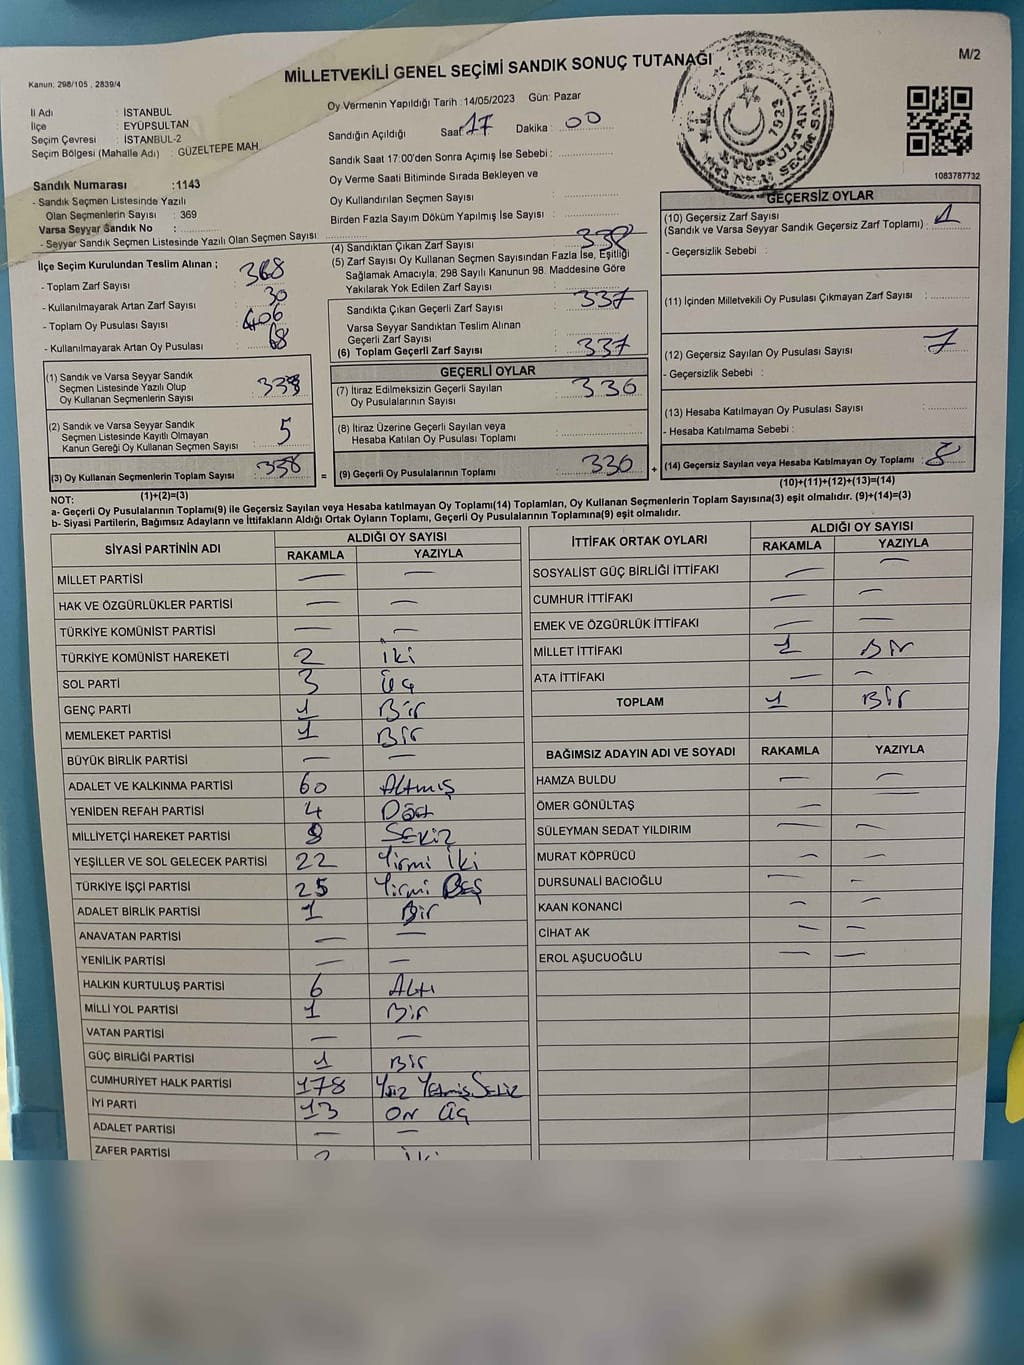 Kanun: 298/105 , 2839/4
MİLLETVEKİLİ GENEL SEÇİMİ SANDIK SONUÇ TUTANAĞI
M/2
İl Adı : İSTANBUL
İlçe : EYÜPSULTAN
Seçim Çevresi : İSTANBUL-2
Seçim Bölgesi (Mahalle Adı) : GÜZELTEPE MAH.
Oy Vermenin Yapıldığı Tarih :14/05/2023 Gün: Pazar
Sandığın Açıldığı Saat 17 Dakika : 00
Sandık Saat 17:00'den Sonra Açımış İse Sebebi :
Oy Verme Saati Bitiminde Sırada Bekleyen ve
Oy Kullandırılan Seçmen Sayısı :
Birden Fazla Sayım Döküm Yapılmış İse Sayısı :
T.C.
1923
EYÜPSULTAN
1083787732
Sandık Numarası :1143
- Sandık Seçmen Listesinde Yazılı
Olan Seçmenlerin Sayısı : 369
Varsa Seyyar Sandık No :
- Seyyar Sandık Seçmen Listesinde Yazılı Olan Seçmen Sayısı:
İlçe Seçim Kurulundan Teslim Alınan ;
- Toplam Zarf Sayısı : 368
- Kullanılmayarak Artan Zarf Sayısı : 30
- Toplam Oy Pusulası Sayısı : 406
- Kullanılmayarak Artan Oy Pusulası : 68
(1) Sandık ve Varsa Seyyar Sandık
Seçmen Listesinde Yazılı Olup
Oy Kullanan Seçmenlerin Sayısı :
(2) Sandık ve Varsa Seyyar Sandık
Seçmen Listesinde Kayıtlı Olmayan
Kanun Gereği Oy Kullanan Seçmen Sayısı : 5
(3) Oy Kullanan Seçmenlerin Toplam Sayısı : 338
(4) Sandıktan Çıkan Zarf Sayısı : 338
(5) Zarf Sayısı Oy Kullanan Seçmen Sayısından Fazla İse, Eşitliği
Sağlamak Amacıyla, 298 Sayılı Kanunun 98. Maddesine Göre
Yakılarak Yok Edilen Zarf Sayısı :
Sandıkta Çıkan Geçerli Zarf Sayısı : 337
Varsa Seyyar Sandıktan Teslim Alınan
Geçerli Zarf Sayısı :
(6) Toplam Geçerli Zarf Sayısı : 337
GEÇERLİ OYLAR
(7) İtiraz Edilmeksizin Geçerli Sayılan : 330
Oy Pusulalarının Sayısı
(8) İtiraz Üzerine Geçerli Sayılan veya
Hesaba Katılan Oy Pusulası Toplamı :
= (9) Geçerli Oy Pusulalarının Toplamı : 330
GEÇERSİZ OYLAR
(10) Geçersiz Zarf Sayısı
(Sandık ve Varsa Seyyar Sandık Geçersiz Zarf Toplamı) : 1
- Geçersizlik Sebebi :
(11) İçinden Milletvekili Oy Pusulası Çıkmayan Zarf Sayısı :
(12) Geçersiz Sayılan Oy Pusulası Sayısı : 7
- Geçersizlik Sebebi :
(13) Hesaba Katılmayan Oy Pusulası Sayısı :
- Hesaba Katılmama Sebebi :
+ (14) Geçersiz Sayılan veya Hesaba Katılmayan Oy Toplamı : 8
NOT: (1)+(2)=(3)
(10)+(11)+(12)+(13)=(14)
a- Geçerli Oy Pusulalarının Toplamı(9) ile Geçersiz Sayılan veya Hesaba katılmayan Oy Toplamı(14) Toplamları, Oy Kullanan Seçmenlerin Toplam Sayısına(3) eşit olmalıdır. (9)+(14)=(3)
b- Siyasi Partilerin, Bağımsız Adayların ve İttifakların Aldığı Ortak Oyların Toplamı, Geçerli Oy Pusulalarının Toplamına(9) eşit olmalıdır.
SİYASİ PARTİNİN ADI ALDIĞI OY SAYISI
RAKAMLA YAZIYLA
MİLLET PARTİSİ — —
HAK VE ÖZGÜRLÜKLER PARTİSİ — —
TÜRKİYE KOMÜNİST PARTİSİ — —
TÜRKİYE KOMÜNİST HAREKETİ 2 iki
SOL PARTİ 3 üç
GENÇ PARTİ 1 Bir
MEMLEKET PARTİSİ 1 Bir
BÜYÜK BİRLİK PARTİSİ — —
ADALET VE KALKINMA PARTİSİ 60 Altmış
YENİDEN REFAH PARTİSİ 4 Dört
MİLLİYETÇİ HAREKET PARTİSİ 8 Sekiz
YEŞİLLER VE SOL GELECEK PARTİSİ 22 Yirmi iki
TÜRKİYE İŞÇİ PARTİSİ 25 Yirmi Beş
ADALET BİRLİK PARTİSİ 1 Bir
ANAVATAN PARTİSİ — —
YENİLİK PARTİSİ — —
HALKIN KURTULUŞ PARTİSİ 6 Altı
MİLLİ YOL PARTİSİ 1 Bir
VATAN PARTİSİ — —
GÜÇ BİRLİĞİ PARTİSİ 1 Bir
CUMHURİYET HALK PARTİSİ 178 Yüz Yetmiş Sekiz
İYİ PARTİ 13 On üç
ADALET PARTİSİ — —
ZAFER PARTİSİ 2 iki
İTTİFAK ORTAK OYLARI ALDIĞI OY SAYISI
RAKAMLA YAZIYLA
SOSYALİST GÜÇ BİRLİĞİ İTTİFAKI — —
CUMHUR İTTİFAKI — —
EMEK VE ÖZGÜRLÜK İTTİFAKI — —
MİLLET İTTİFAKI 1 Bir
ATA İTTİFAKI — —
TOPLAM 1 Bir
BAĞIMSIZ ADAYIN ADI VE SOYADI RAKAMLA YAZIYLA
HAMZA BULDU — —
ÖMER GÖNÜLTAŞ — —
SÜLEYMAN SEDAT YILDIRIM — —
MURAT KÖPRÜCÜ — —
DURSUNALİ BACIOĞLU — —
KAAN KONANCİ — —
CİHAT AK — —
EROL AŞUCUOĞLU — —